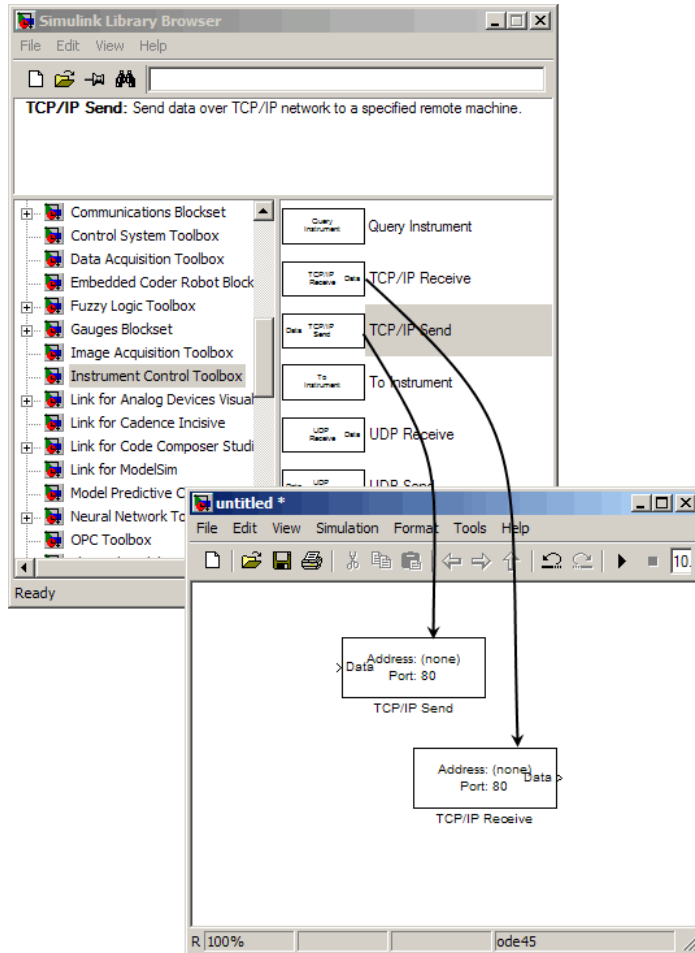 Simulink Library Browser
File Edit View Help
TCP/IP Send: Send data over TCP/IP network to a specified remote machine.
Communications Blockset
Control System Toolbox
Data Acquisition Toolbox
Embedded Coder Robot Block
Fuzzy Logic Toolbox
Gauges Blockset
Image Acquisition Toolbox
Instrument Control Toolbox
Link for Analog Devices Visual
Link for Cadence Incisive
Link for Code Composer Studi
Link for ModelSim
Model Predictive C
Neural Network To
OPC Toolbox
Query Instrument Query Instrument
TCP/IP Receive Data TCP/IP Receive
Data TCP/IP Send TCP/IP Send
To Instrument To Instrument
UDP Receive Data UDP Receive
Data UDP UDP Send
Ready
untitled *
File Edit View Simulation Format Tools Help
10.
Data Address: (none)
Port: 80
TCP/IP Send
Address: (none) Data
Port: 80
TCP/IP Receive
R 100% ode45